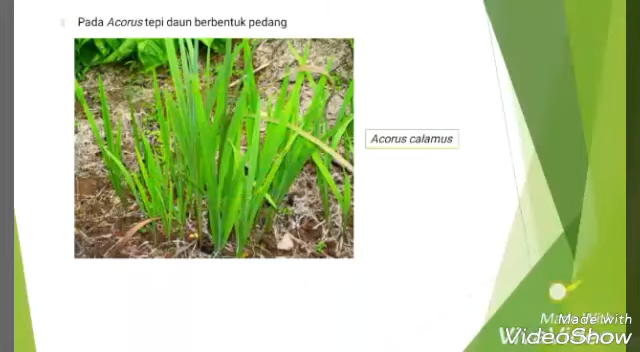 Pada Acorus tepi daun berbentuk pedang
Acorus calamus
Made With
VideoShow